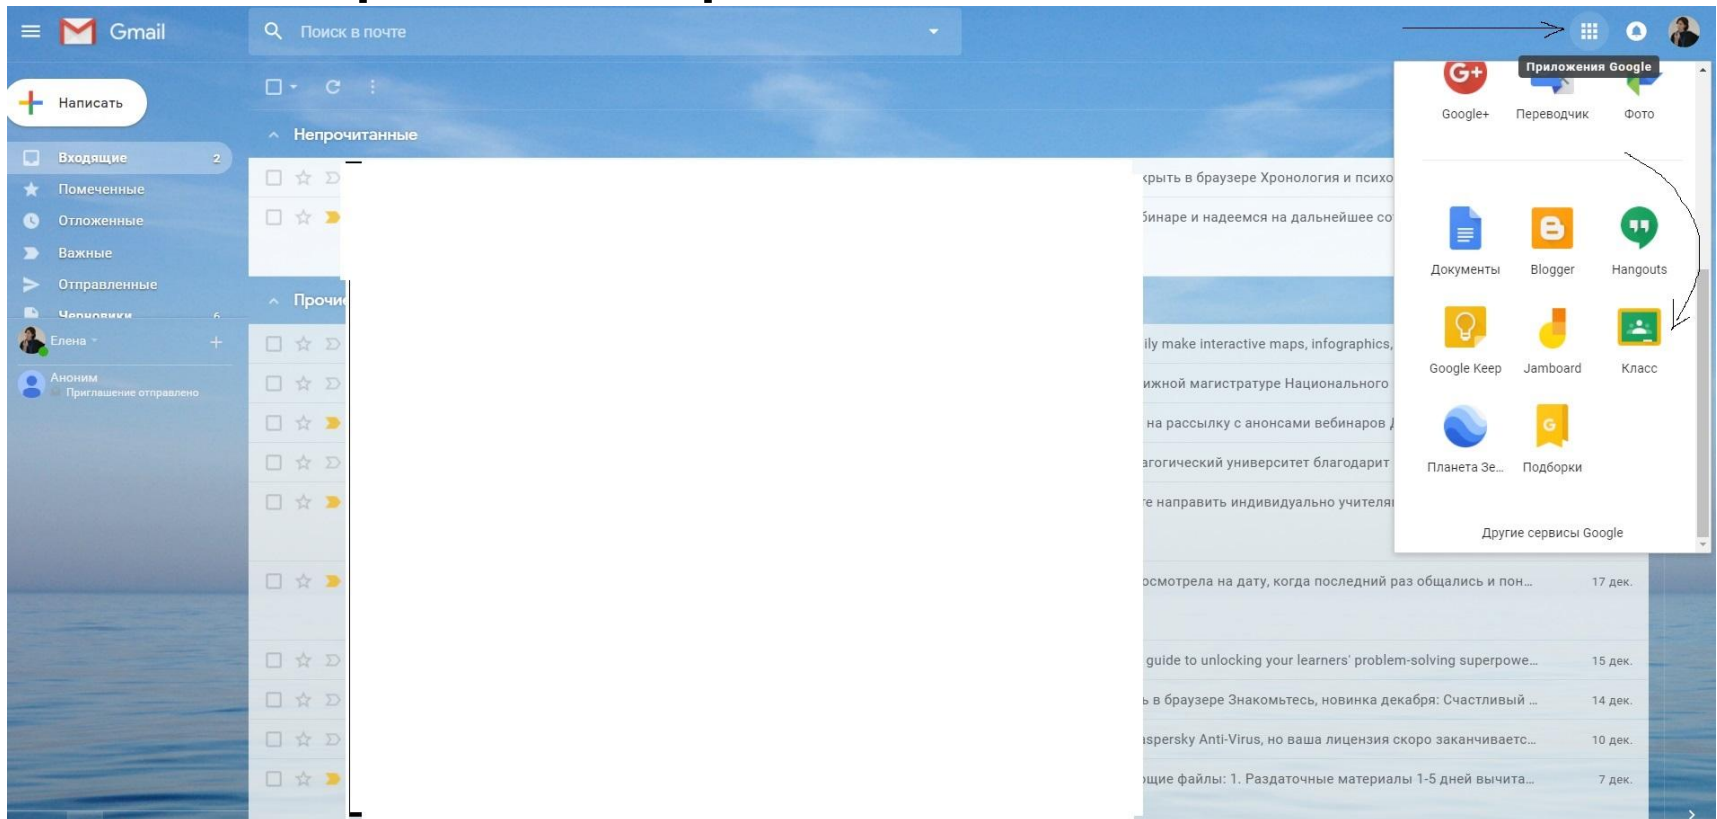 Gmail
Поиск в почте
Приложения Google
Написать
Google+ Переводчик Фото
Непрочитанные
Входящие 2
крыть в браузере Хронология и психо
Помеченные
Отложенные
бинаре и надеемся на дальнейшее со
Важные
Документы Blogger Hangouts
Отправленные
Прочие
Черновики 6
Елена
ily make interactive maps, infographics,
Google Keep Jamboard Класс
Аноним
Приглашение отправлено
ижной магистратуре Национального
на рассылку с анонсами вебинаров
агогический университет благодарит
Планета Зе... Подборки
те направить индивидуально учителя
Другие сервисы Google
осмотрела на дату, когда последний раз общались и пон... 17 дек.
guide to unlocking your learners' problem-solving superpowe... 15 дек.
ь в браузере Знакомьтесь, новинка декабря: Счастливый ... 14 дек.
aspersky Anti-Virus, но ваша лицензия скоро заканчиваетс... 10 дек.
ющие файлы: 1. Раздаточные материалы 1-5 дней вычита... 7 дек.